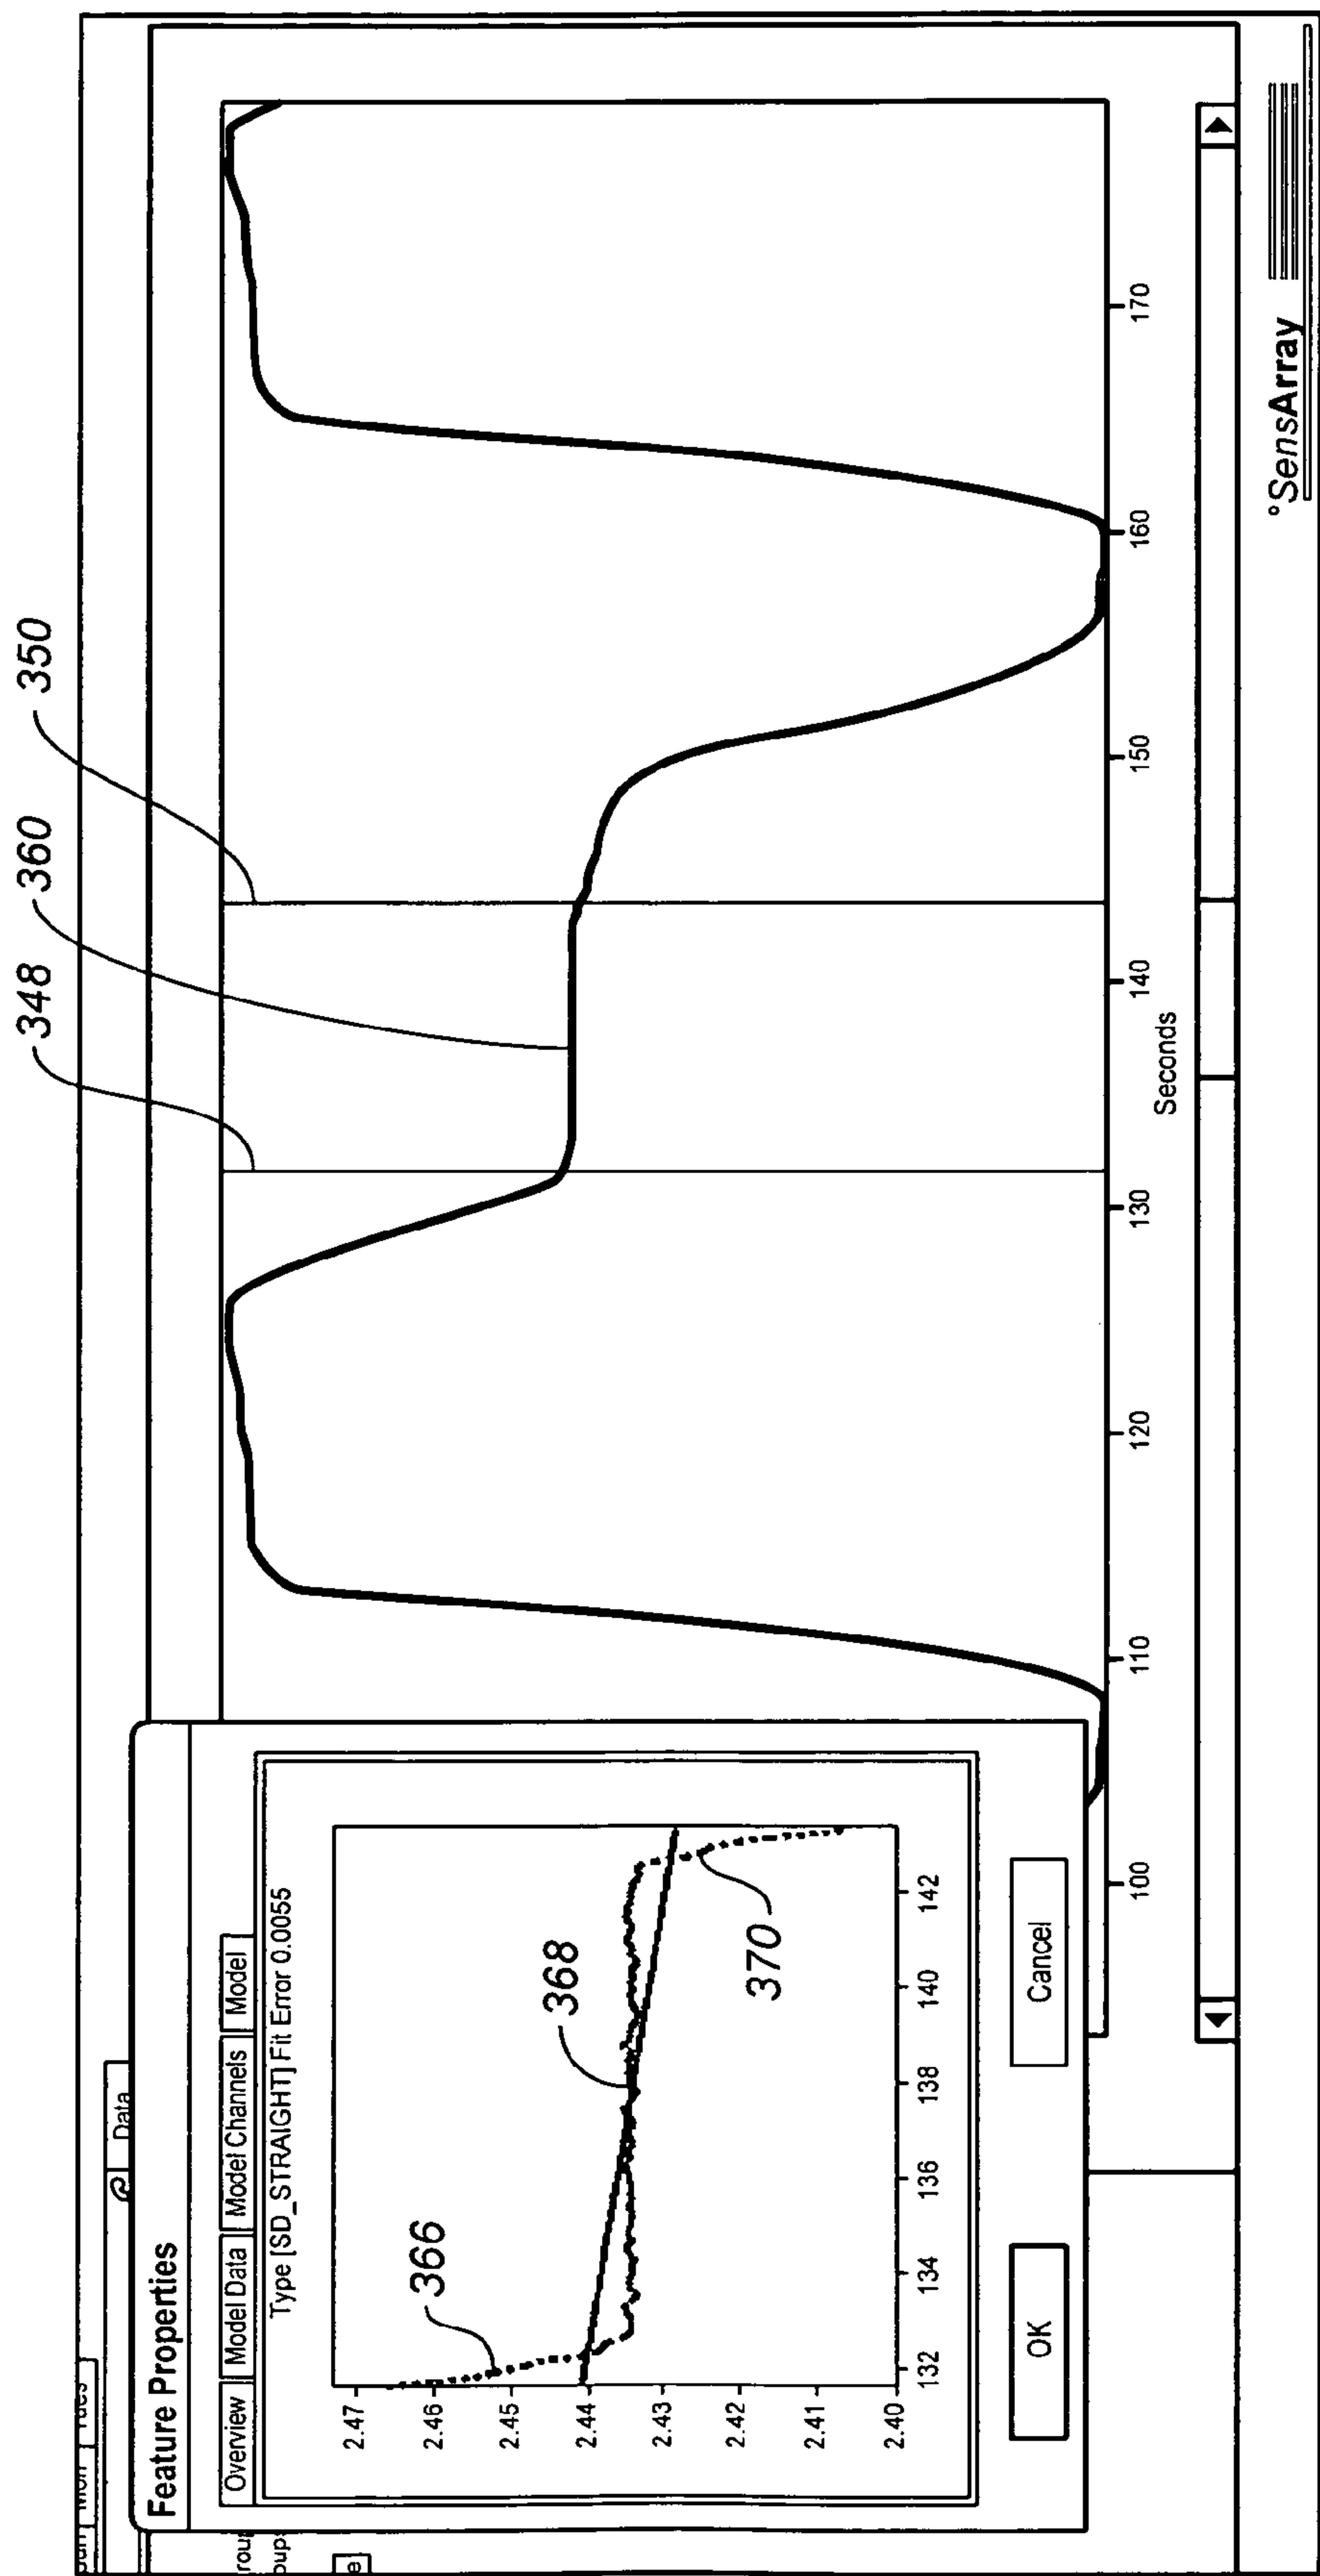 348
360
350
Data
Feature Properties
Overview
Model Data
Model Channels
Model
Type [SD_STRAIGHT] Fit Error 0.0055
2.47
2.46
2.45
2.44
2.43
2.42
2.41
2.40
366
368
370
132
134
136
138
140
142
OK
Cancel
100
110
120
130
140
150
160
170
Seconds
°SensArray